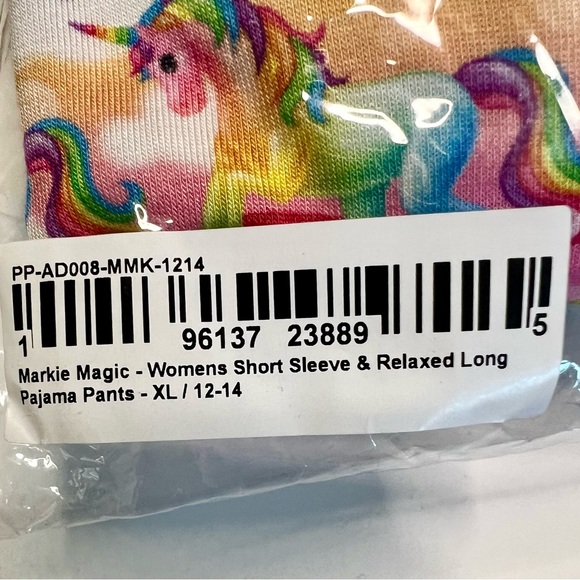 PP-AD008-MMK-1214
1 96137 23889 5
Markie Magic - Womens Short Sleeve & Relaxed Long
Pajama Pants - XL / 12-14